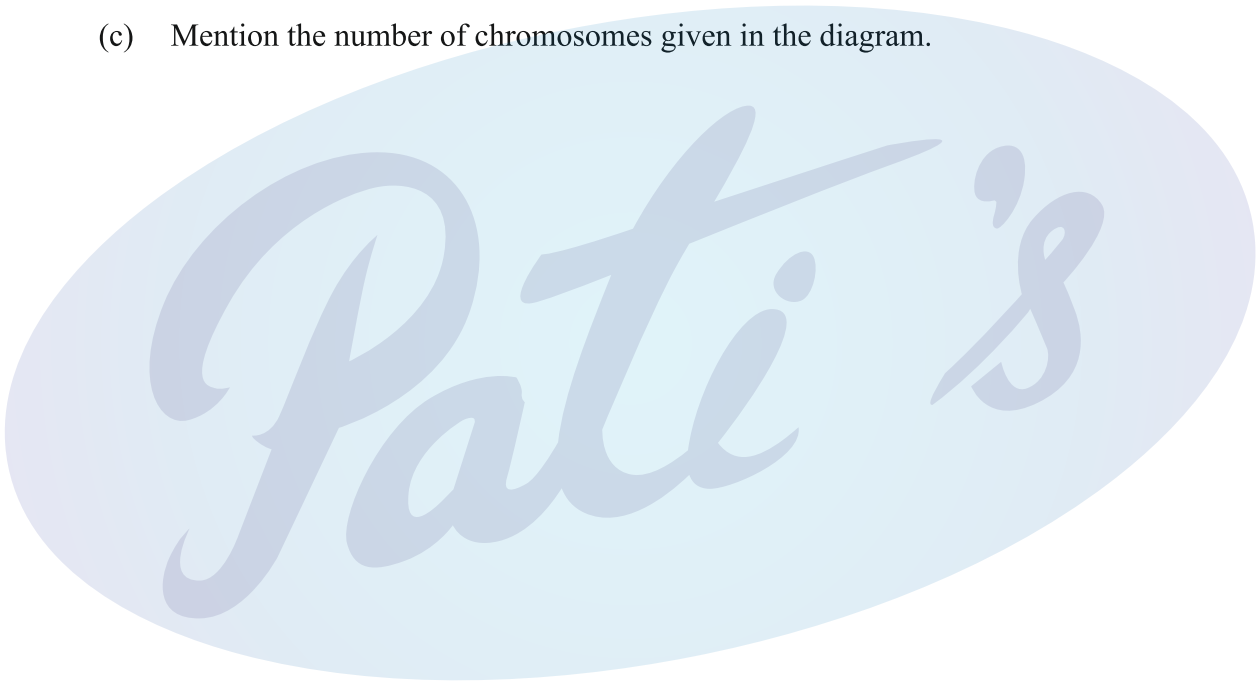 (c) Mention the number of chromosomes given in the diagram.
Pati's